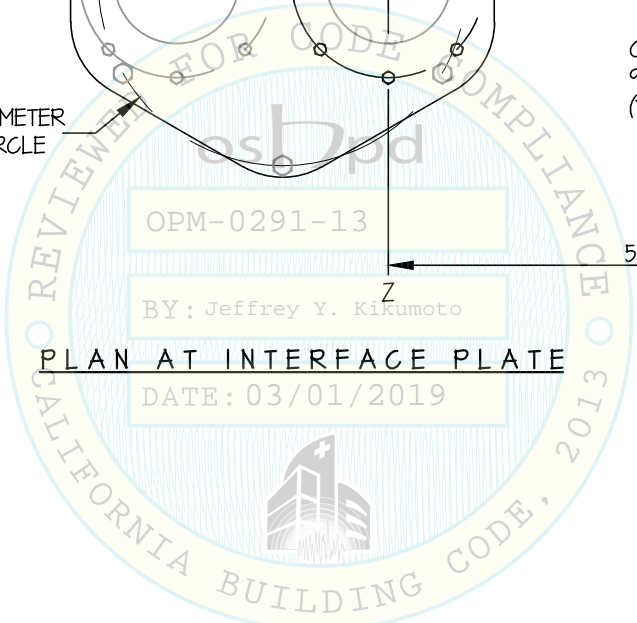 REVIEWED FOR CODE COMPLIANCE
METER
RCLE
oshpd
OPM-0291-13
5
Z
BY: Jeffrey Y. Kikumoto
PLAN AT INTERFACE PLATE
DATE: 03/01/2019
CALIFORNIA BUILDING CODE, 2013